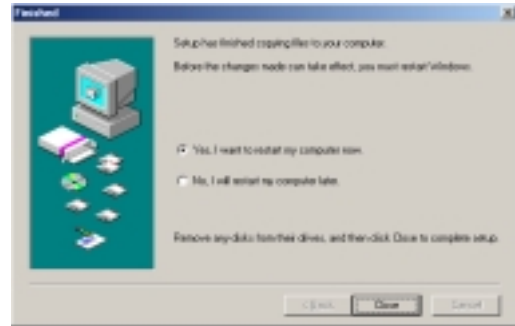 Finished
Setup has finished copying files to your computer.
Before the changes made can take effect, you must restart Windows.
Yes, I want to restart my computer now.
No, I will restart my computer later.
Remove any disks from their drives, and then click Close to complete setup.
< Back
Close
Cancel